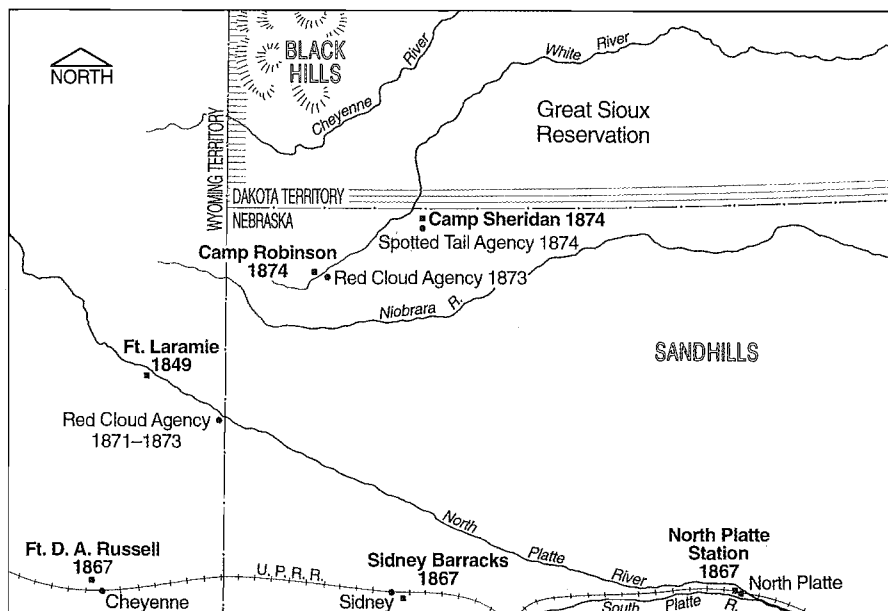 NORTH
BLACK
HILLS
Cheyenne River
White River
Great Sioux
Reservation
WYOMING TERRITORY
DAKOTA TERRITORY
NEBRASKA
Camp Sheridan 1874
Spotted Tail Agency 1874
Camp Robinson
1874
Red Cloud Agency 1873
Niobrara R.
SANDHILLS
Ft. Laramie
1849
Red Cloud Agency
1871–1873
North Platte River
Ft. D. A. Russell
1867
Cheyenne
U. P. R. R.
Sidney Barracks
1867
Sidney
North Platte
Station
1867
North Platte
South Platte R.